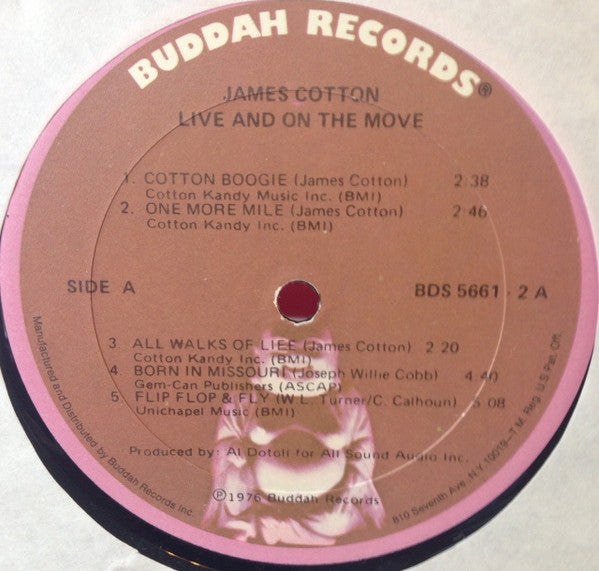 BUDDAH RECORDS®
JAMES COTTON
LIVE AND ON THE MOVE
1. COTTON BOOGIE (James Cotton) 2:38
Cotton Kandy Music Inc. (BMI)
2. ONE MORE MILE (James Cotton) 2:46
Cotton Kandy Inc. (BMI)
SIDE A
BDS 5661 - 2 A
3 ALL WALKS OF LIEE (James Cotton) 2 20
Cotton Kandy Inc. (BMI)
4. BORN IN MISSOURI (Joseph Willie Cobb) 4:40
Gem-Can Publishers (ASCAP)
5 FLIP FLOP & FLY (W.L. Turner/C. Calhoun) 6 08
Unichapel Music (BMI)
Produced by: Al Dotoli for All Sound Audio Inc.
℗1976 Buddah Records
Manufactured and Distributed by Buddah Records Inc.
810 Seventh Ave., N.Y. 10019-T.M. Reg. U.S. Pat. Off.